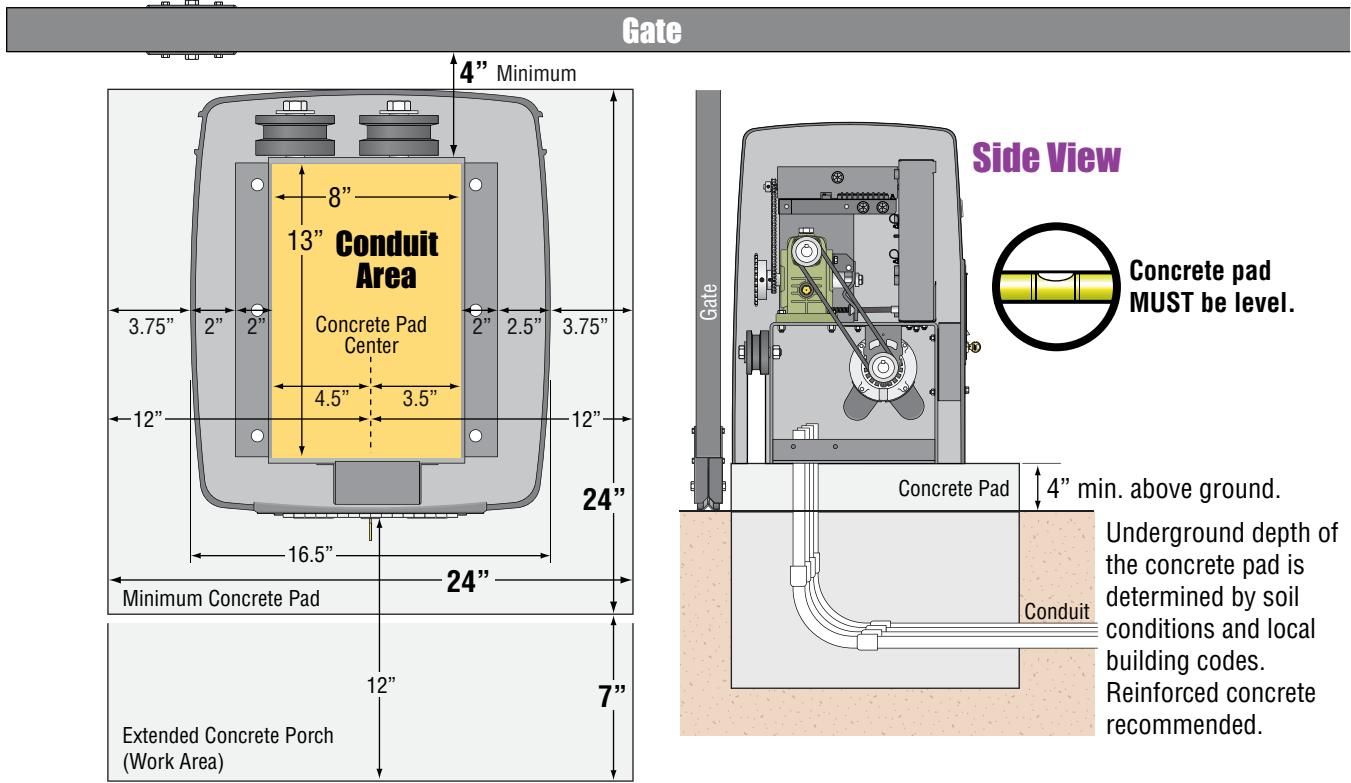 Gate
4” Minimum
8”
13”
Conduit
Area
3.75”
2”
2”
2”
2.5”
3.75”
Concrete Pad
Center
4.5”
3.5”
12”
12”
24”
16.5”
24”
Minimum Concrete Pad
12”
7”
Extended Concrete Porch
(Work Area)
Side View
Gate
Concrete pad
MUST be level.
Concrete Pad
4” min. above ground.
Conduit
Underground depth of
the concrete pad is
determined by soil
conditions and local
building codes.
Reinforced concrete
recommended.